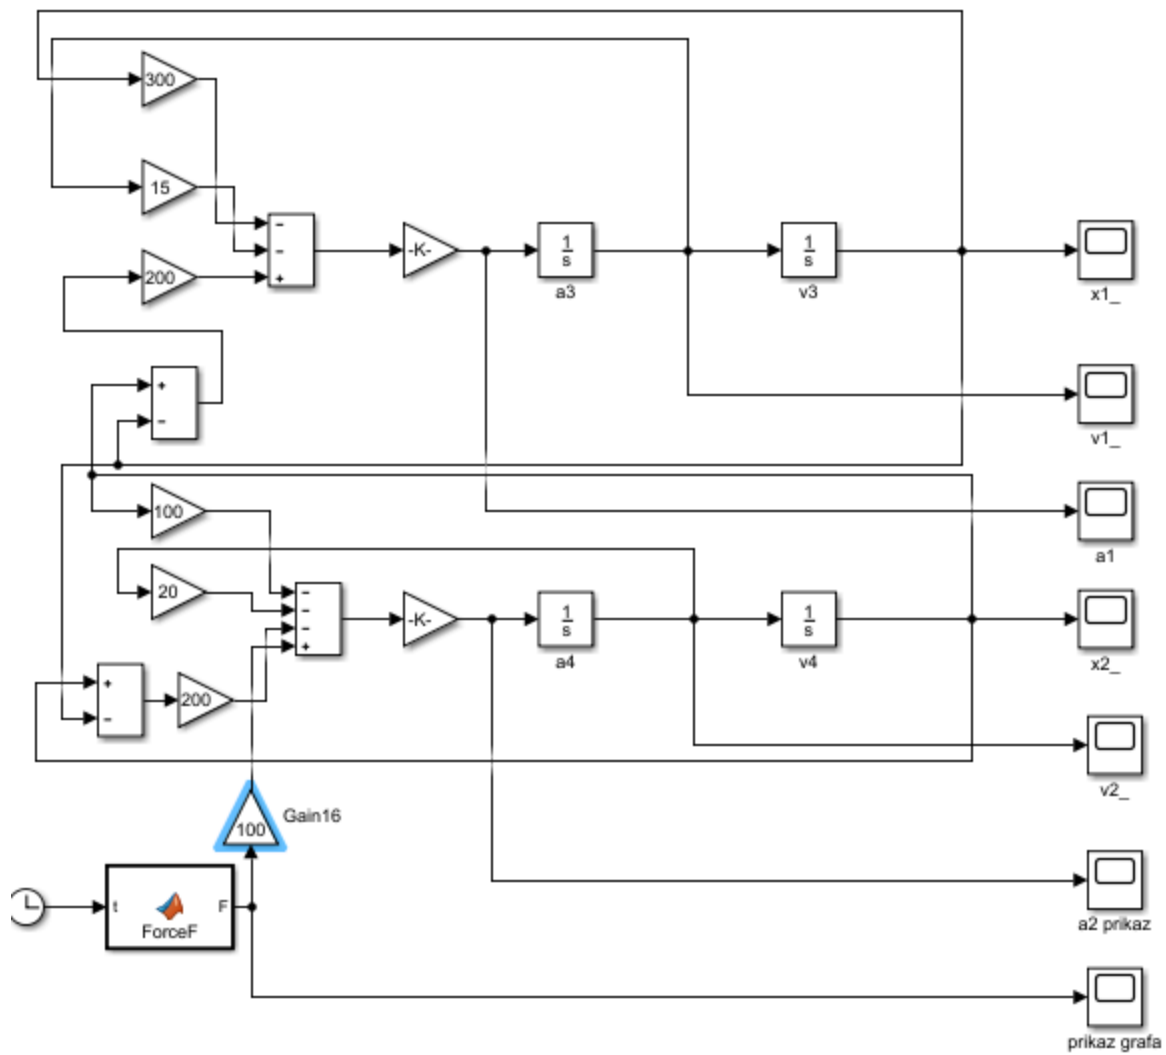 300
15
200
-
-
+
-K-
1
s
a3
1
s
v3
x1_
+
-
v1_
100
a1
20
-
-
-
+
-K-
1
s
a4
1
s
v4
x2_
+
-
200
v2_
100
Gain16
t
F
ForceF
a2 prikaz
prikaz grafa